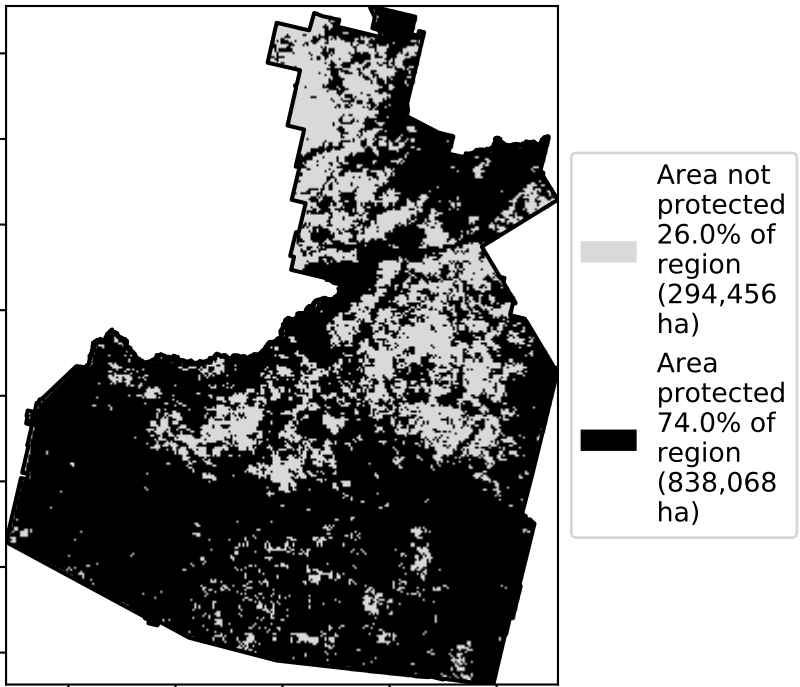 Area not
protected
26.0% of
region
(294,456
ha)
Area
protected
74.0% of
region
(838,068
ha)